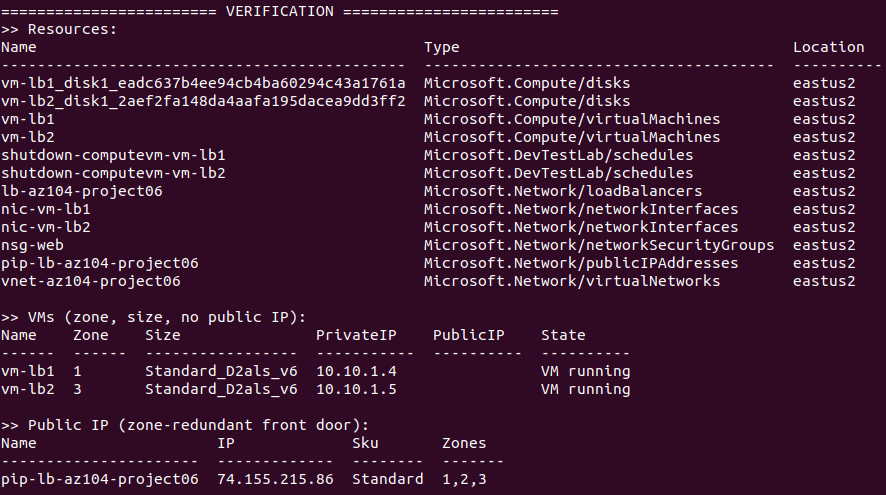 ======================== VERIFICATION ========================
>> Resources:
Name                                           Type                                     Location
---------------------------------------------  ---------------------------------------  ----------
vm-lb1_disk1_eadc637b4ee94cb4ba60294c43a1761a  Microsoft.Compute/disks                  eastus2
vm-lb2_disk1_2aef2fa148da4aafa195dacea9dd3ff2  Microsoft.Compute/disks                  eastus2
vm-lb1                                         Microsoft.Compute/virtualMachines        eastus2
vm-lb2                                         Microsoft.Compute/virtualMachines        eastus2
shutdown-computevm-vm-lb1                      Microsoft.DevTestLab/schedules           eastus2
shutdown-computevm-vm-lb2                      Microsoft.DevTestLab/schedules           eastus2
lb-az104-project06                             Microsoft.Network/loadBalancers          eastus2
nic-vm-lb1                                     Microsoft.Network/networkInterfaces      eastus2
nic-vm-lb2                                     Microsoft.Network/networkInterfaces      eastus2
nsg-web                                        Microsoft.Network/networkSecurityGroups  eastus2
pip-lb-az104-project06                         Microsoft.Network/publicIPAddresses      eastus2
vnet-az104-project06                           Microsoft.Network/virtualNetworks        eastus2

>> VMs (zone, size, no public IP):
Name    Zone    Size               PrivateIP    PublicIP    State
------  ------  -----------------  -----------  ----------  ----------
vm-lb1  1       Standard_D2als_v6  10.10.1.4                VM running
vm-lb2  3       Standard_D2als_v6  10.10.1.5                VM running

>> Public IP (zone-redundant front door):
Name                    IP             Sku       Zones
----------------------  -------------  --------  -------
pip-lb-az104-project06  74.155.215.86  Standard  1,2,3